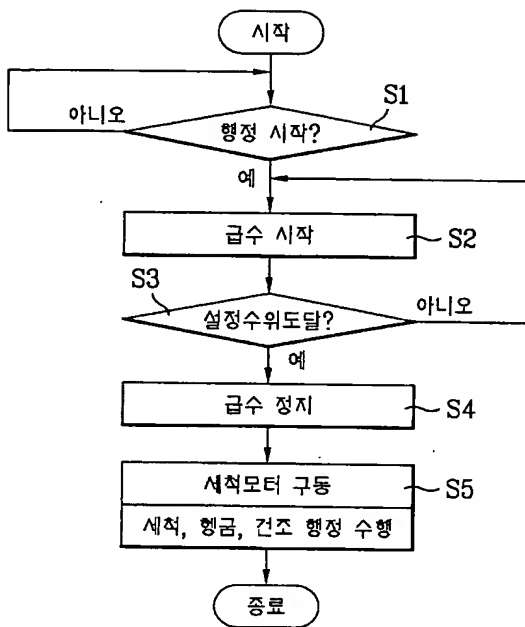 시작
S1
아니오
행정 시작?
예
급수 시작
S2
S3
설정수위도달?
아니오
예
급수 정지
S4
세척모터 구동
S5
세척, 헹굼, 건조 행정 수행
종료